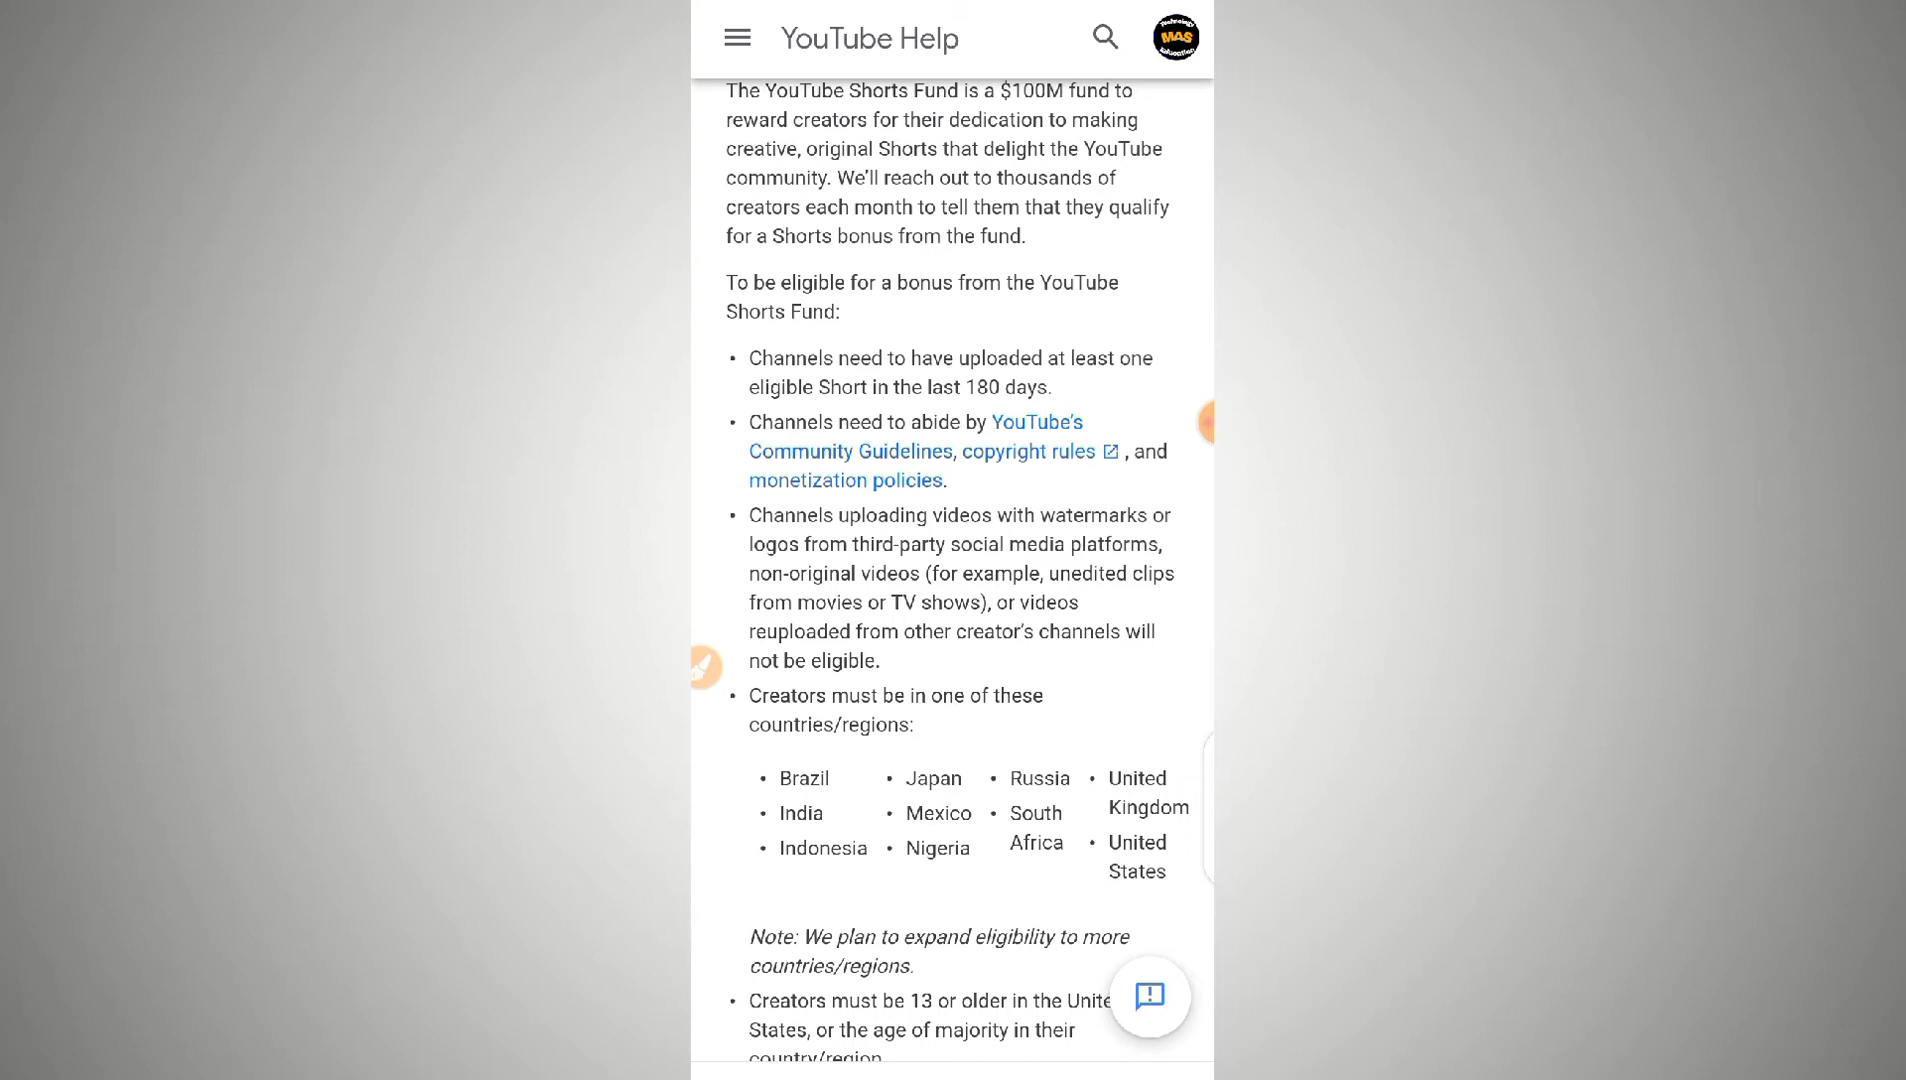 YouTube Help
Technology
MAS
Education
The YouTube Shorts Fund is a $100M fund to
reward creators for their dedication to making
creative, original Shorts that delight the YouTube
community. We'll reach out to thousands of
creators each month to tell them that they qualify
for a Shorts bonus from the fund.
To be eligible for a bonus from the YouTube
Shorts Fund:
• Channels need to have uploaded at least one
eligible Short in the last 180 days.
• Channels need to abide by YouTube's
Community Guidelines, copyright rules , and
monetization policies.
• Channels uploading videos with watermarks or
logos from third-party social media platforms,
non-original videos (for example, unedited clips
from movies or TV shows), or videos
reuploaded from other creator's channels will
not be eligible.
• Creators must be in one of these
countries/regions:
• Brazil
• India
• Indonesia
• Japan
• Mexico
• Nigeria
• Russia
• South
Africa
• United
Kingdom
• United
States
Note: We plan to expand eligibility to more
countries/regions.
• Creators must be 13 or older in the Unite
States, or the age of majority in their
country/region